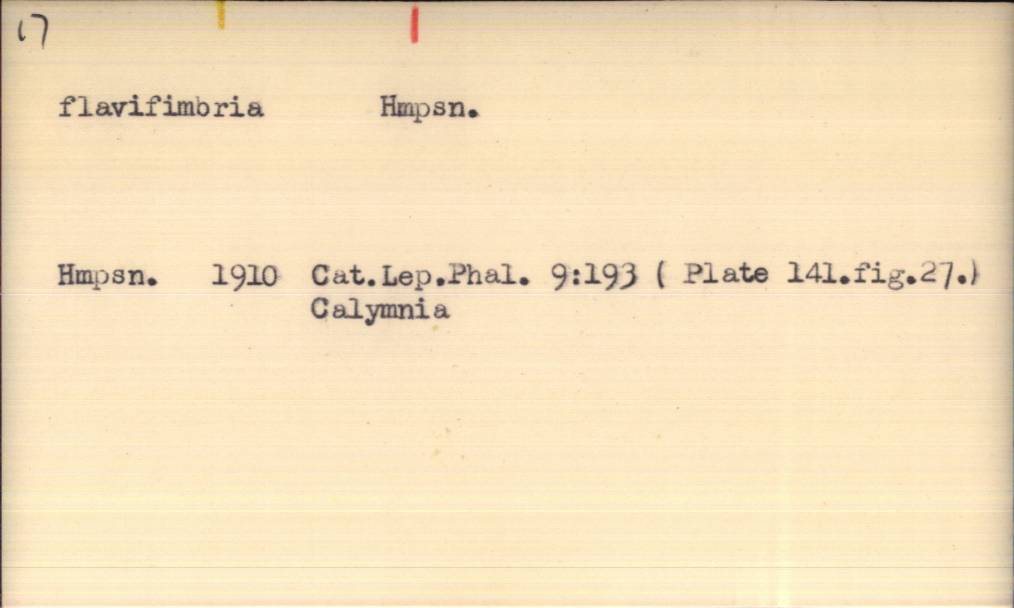 17
flavifimbria Hmpsn.
Hmpsn. 1910 Cat.Lep.Phal. 9:193 ( Plate 141.fig.27.)
Calymnia